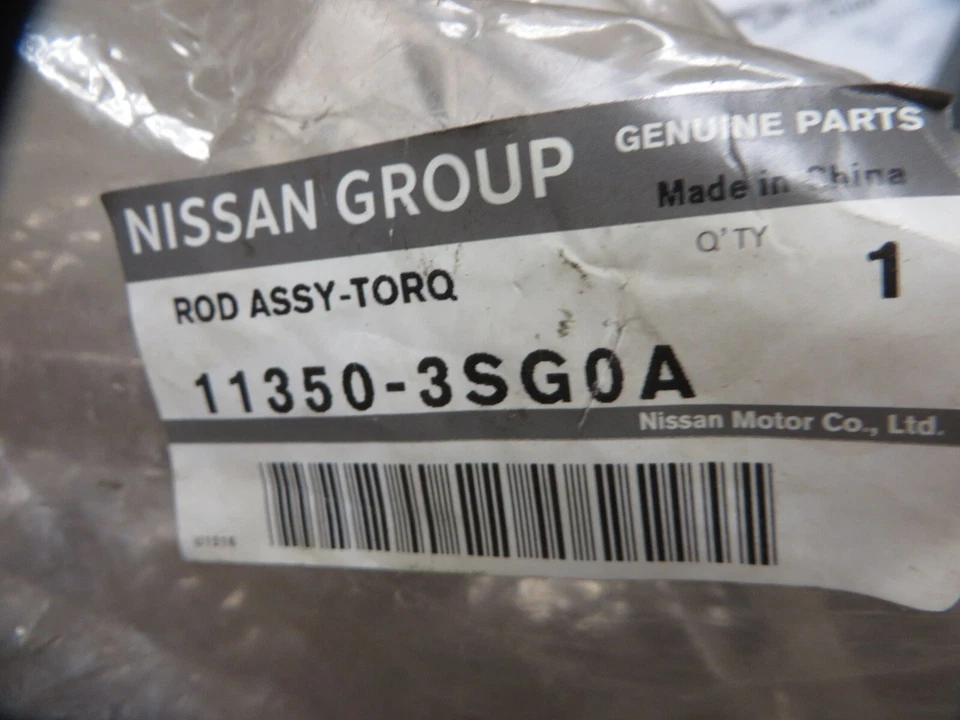 NISSAN GROUP
GENUINE PARTS
Made in China
Q'TY
1
ROD ASSY-TORQ
11350-3SG0A
Nissan Motor Co., Ltd.